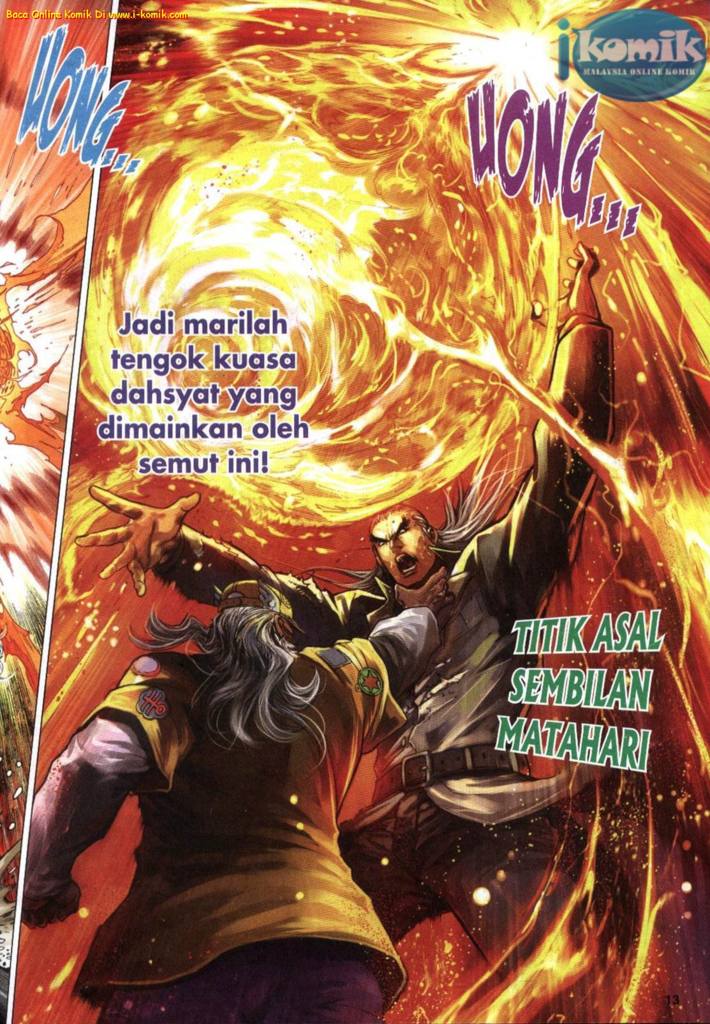 Baca Online Komik Di www.i-komik.com
ikomik
MALAYSIA ONLINE KOMIK
UONG...
UONG...
Jadi marilah
tengok kuasa
dahsyat yang
dimainkan oleh
semut ini!
TITIK ASAL
SEMBILAN
MATAHARI
13